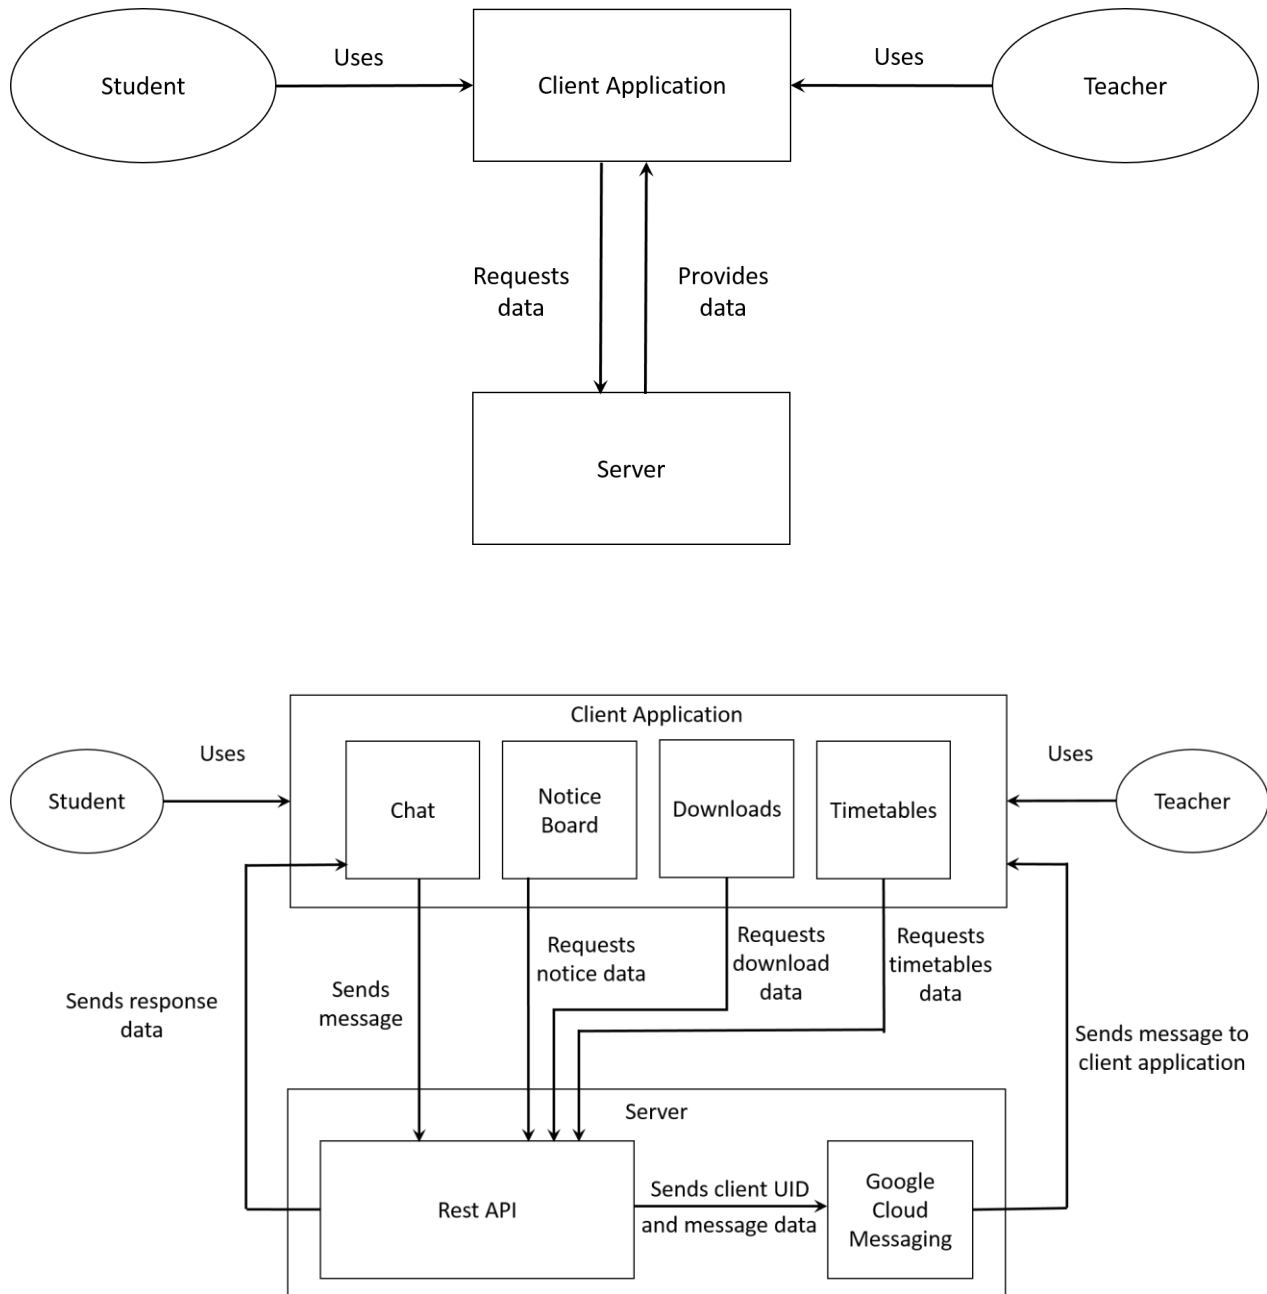 Student
Uses
Client Application
Uses
Teacher
Requests
data
Provides
data
Server
Client Application
Student
Uses
Chat
Notice
Board
Downloads
Timetables
Uses
Teacher
Sends response
data
Sends
message
Requests
notice data
Requests
download
data
Requests
timetables
data
Sends message to
client application
Server
Rest API
Sends client UID
and message data
Google
Cloud
Messaging